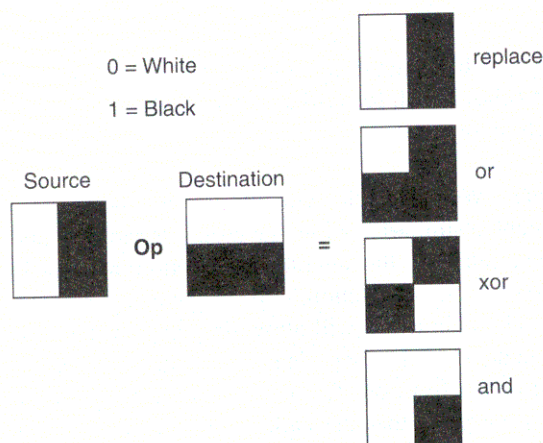 0 = White
1 = Black
Source
Op
Destination
=
replace
or
xor
and